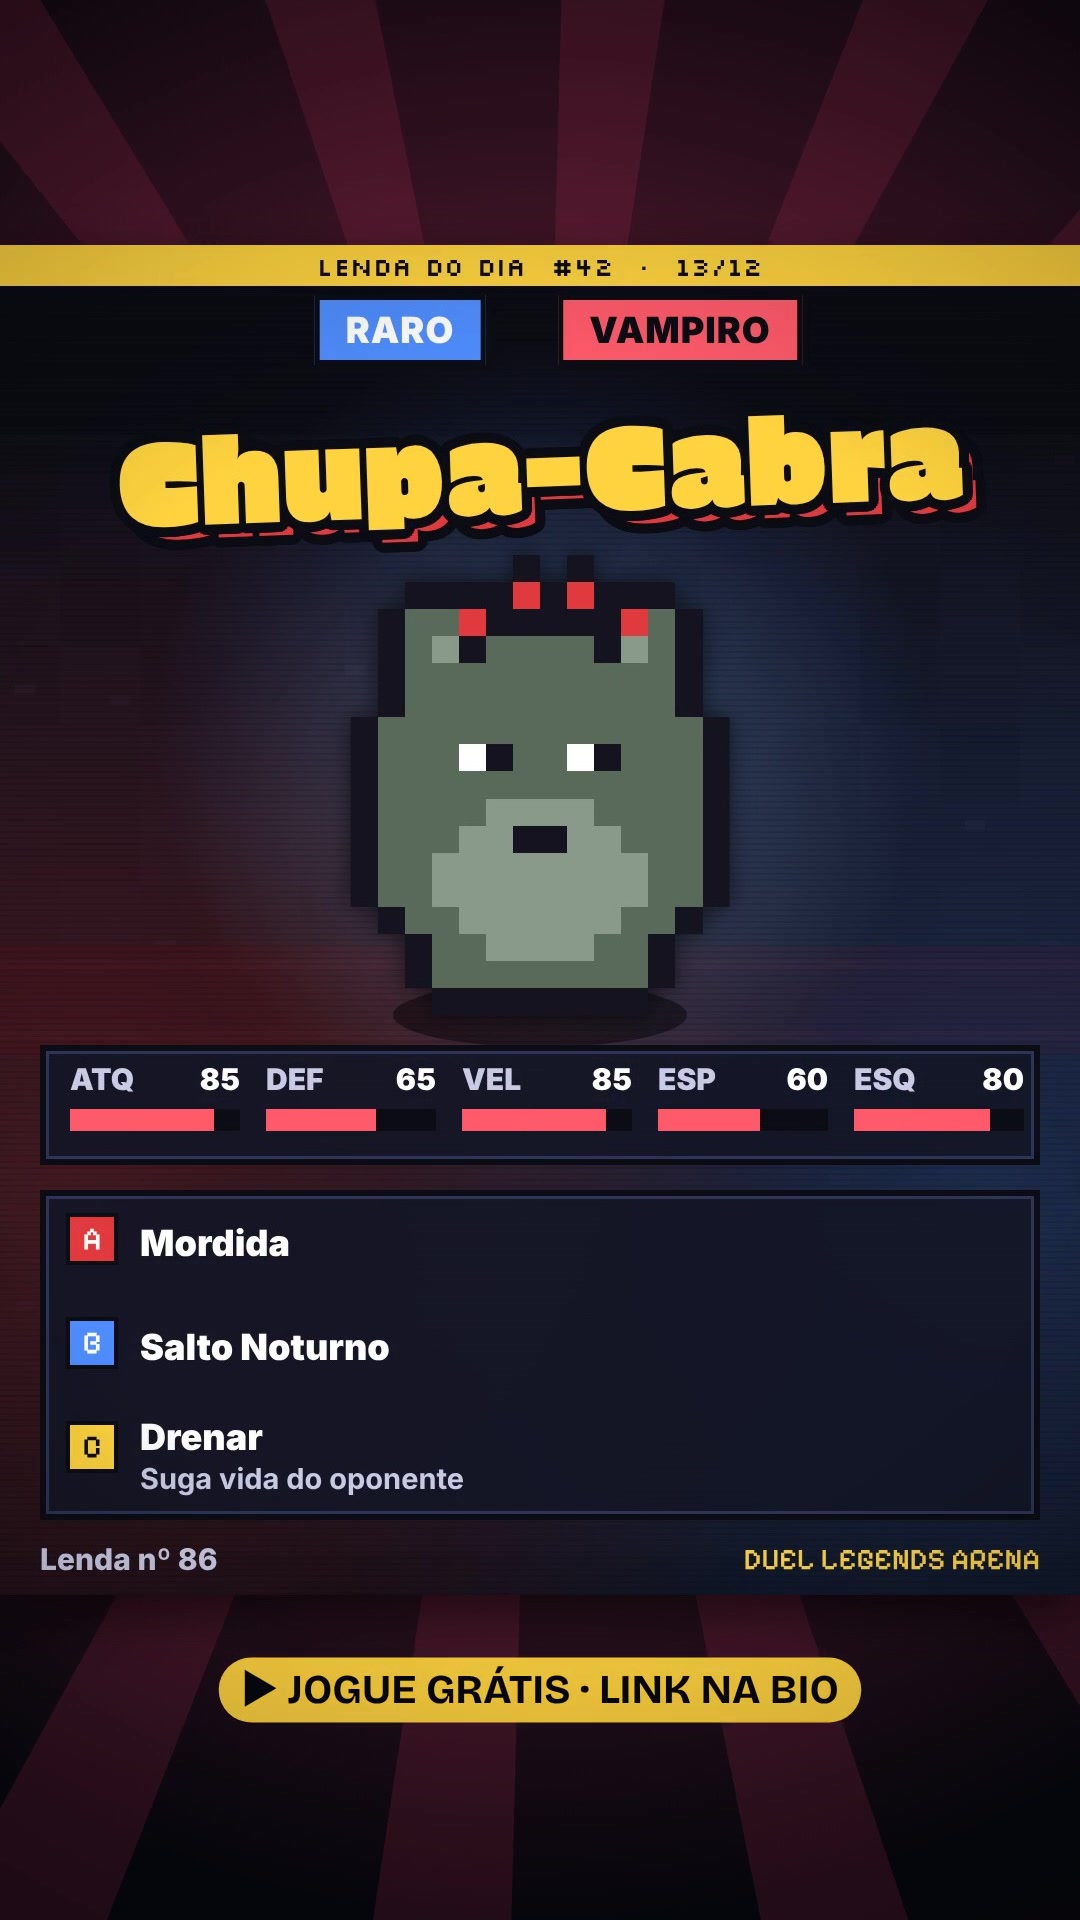 LENDA DO DIA #42 · 13/12
RARO VAMPIRO
Chupa-Cabra
ATQ 85 DEF 65 VEL 85 ESP 60 ESQ 80
A Mordida
B Salto Noturno
C Drenar
Suga vida do oponente
Lenda nº 86 DUEL LEGENDS ARENA
▶ JOGUE GRÁTIS · LINK NA BIO